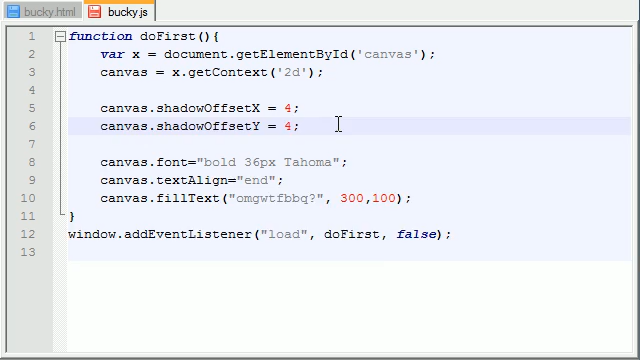 bucky.html bucky.js
1 function doFirst(){
2 var x = document.getElementById('canvas');
3 canvas = x.getContext('2d');
4
5 canvas.shadowOffsetX = 4;
6 canvas.shadowOffsetY = 4;
7
8 canvas.font="bold 36px Tahoma";
9 canvas.textAlign="end";
10 canvas.fillText("omgwtfbbq?", 300,100);
11 }
12 window.addEventListener("load", doFirst, false);
13